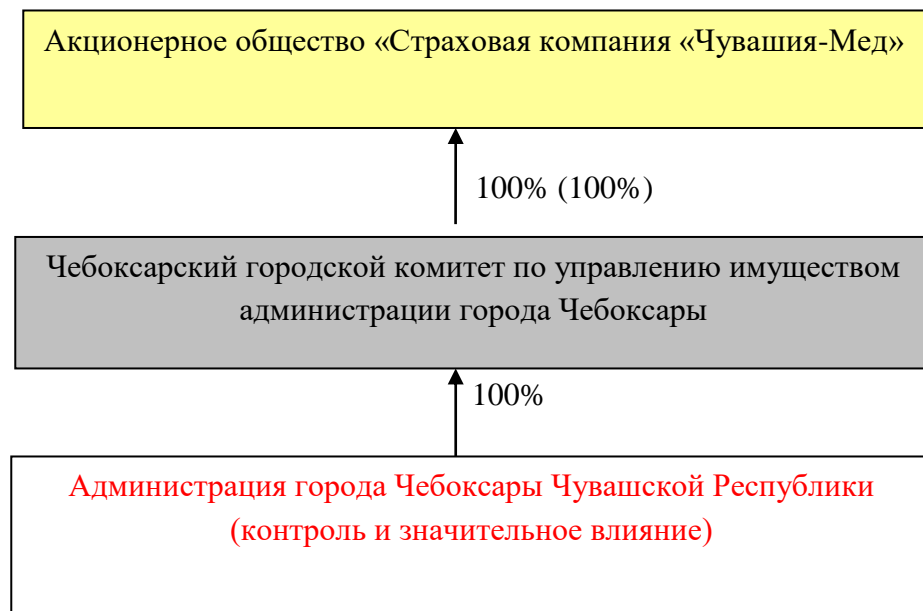 Акционерное общество «Страховая компания «Чувашия-Мед»
100% (100%)
Чебоксарский городской комитет по управлению имуществом
администрации города Чебоксары
100%
Администрация города Чебоксары Чувашской Республики
(контроль и значительное влияние)